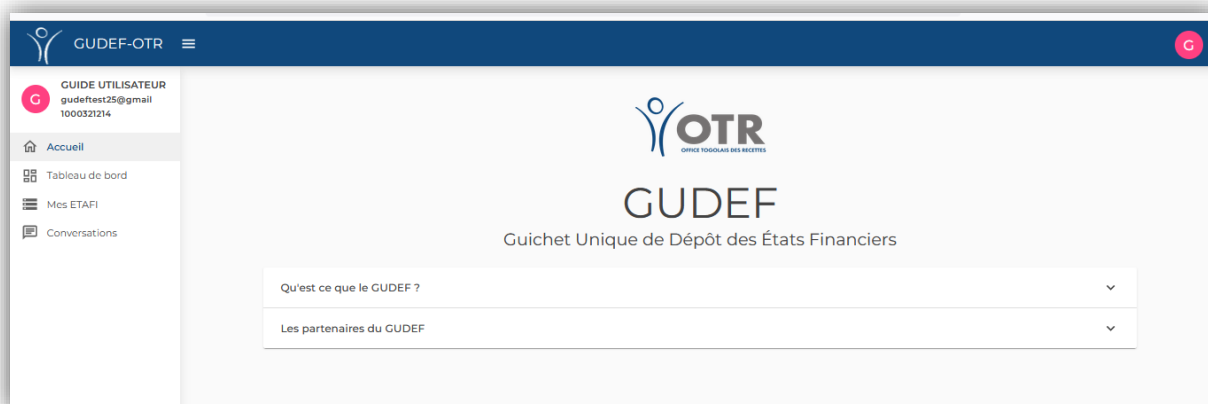 GUDEF-OTR
G
G
GUIDE UTILISATEUR
gudeftest25@gmail
1000321214
Accueil
Tableau de bord
Mes ETAFI
Conversations
OTR
OFFICE TOGOLAIS DES RECETTES
GUDEF
Guichet Unique de Dépôt des États Financiers
Qu'est ce que le GUDEF ?
Les partenaires du GUDEF